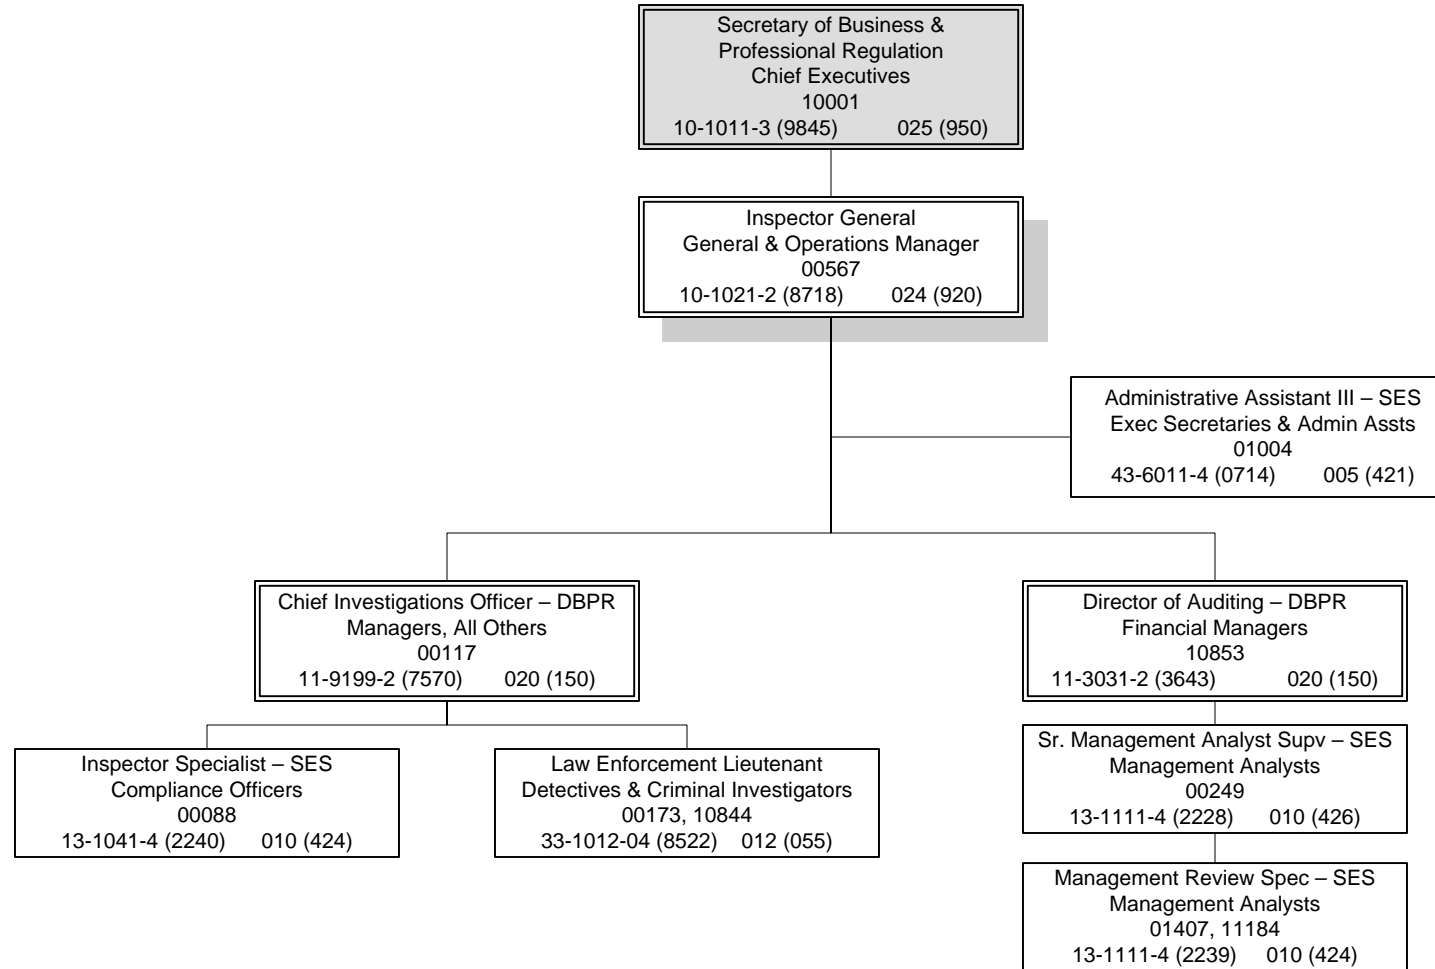 Secretary of Business &
Professional Regulation
Chief Executives
10001
10-1011-3 (9845) 025 (950)
Inspector General
General & Operations Manager
00567
10-1021-2 (8718) 024 (920)
Administrative Assistant III – SES
Exec Secretaries & Admin Assts
01004
43-6011-4 (0714) 005 (421)
Chief Investigations Officer – DBPR
Managers, All Others
00117
11-9199-2 (7570) 020 (150)
Director of Auditing – DBPR
Financial Managers
10853
11-3031-2 (3643) 020 (150)
Inspector Specialist – SES
Compliance Officers
00088
13-1041-4 (2240) 010 (424)
Law Enforcement Lieutenant
Detectives & Criminal Investigators
00173, 10844
33-1012-04 (8522) 012 (055)
Sr. Management Analyst Supv – SES
Management Analysts
00249
13-1111-4 (2228) 010 (426)
Management Review Spec – SES
Management Analysts
01407, 11184
13-1111-4 (2239) 010 (424)